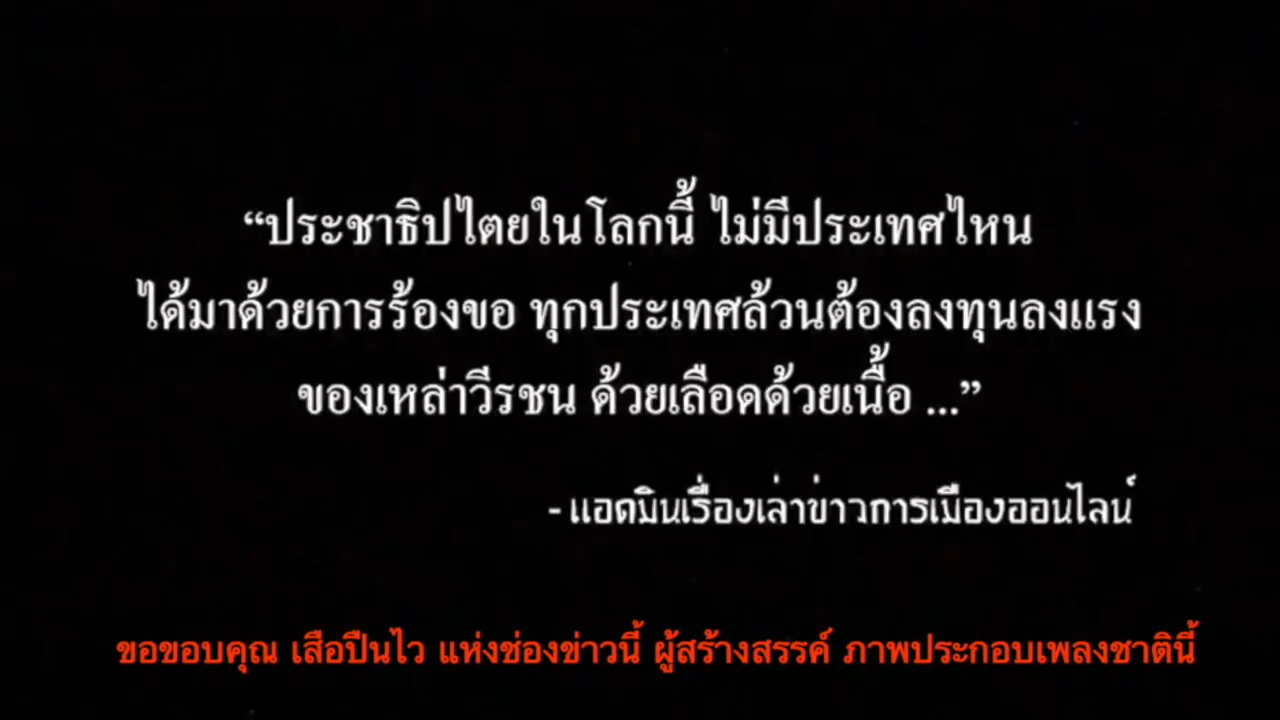 “ประชาธิปไตยในโลกนี้ ไม่มีประเทศไหน
ได้มาด้วยการร้องขอ ทุกประเทศล้วนต้องลงทุนลงแรง
ของเหล่าวีรชน ด้วยเลือดด้วยเนื้อ ...”
- แอดมินเรื่องเล่าข่าวการเมืองออนไลน์
ขอขอบคุณ เสือปืนไว แห่งช่องข่าวนี้ ผู้สร้างสรรค์ ภาพประกอบเพลงชาตินี้